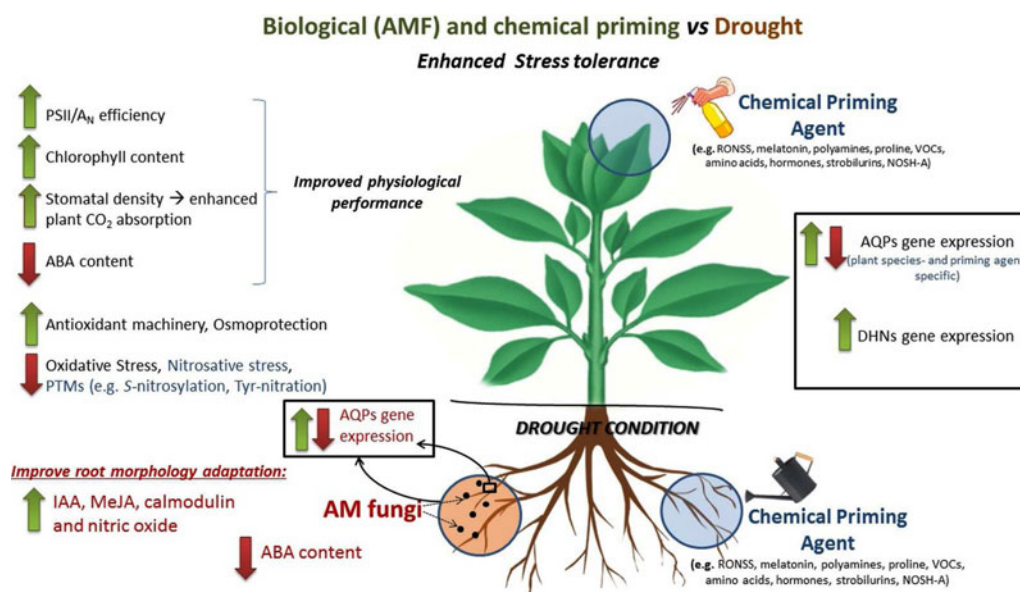 Biological (AMF) and chemical priming vs Drought
Enhanced Stress tolerance
PSII/AN efficiency
Chlorophyll content
Stomatal density → enhanced
plant CO2 absorption
ABA content
Improved physiological
performance
Antioxidant machinery, Osmoprotection
Oxidative Stress, Nitrosative stress,
PTMs (e.g. S-nitrosylation, Tyr-nitration)
Chemical Priming
Agent
(e.g. RONSS, melatonin, polyamines, proline, VOCs,
amino acids, hormones, strobilurins, NOSH-A)
AQPs gene expression
(plant species- and priming agent
specific)
DHNs gene expression
AQPs gene
expression
DROUGHT CONDITION
Improve root morphology adaptation:
IAA, MeJA, calmodulin
and nitric oxide
ABA content
AM fungi
Chemical Priming
Agent
(e.g. RONSS, melatonin, polyamines, proline, VOCs,
amino acids, hormones, strobilurins, NOSH-A)